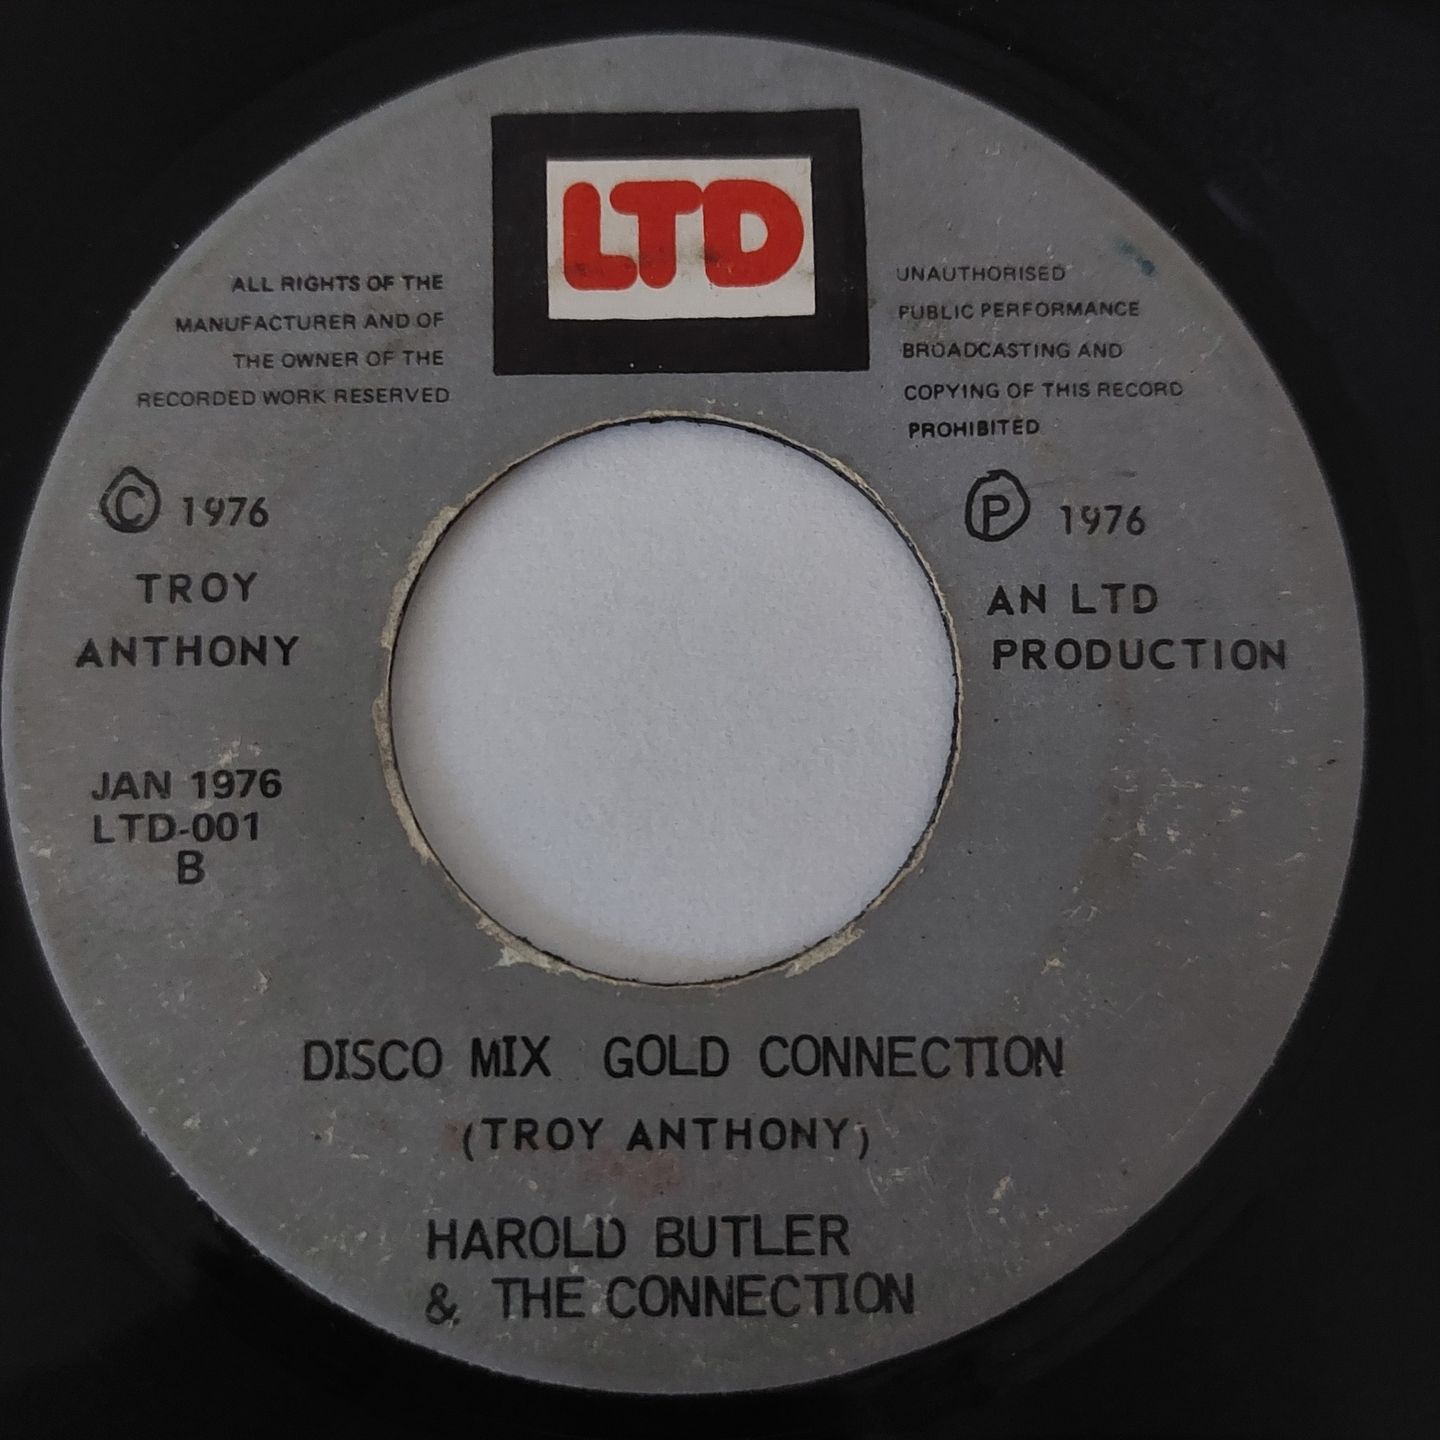 LTD
ALL RIGHTS OF THE
MANUFACTURER AND OF
THE OWNER OF THE
RECORDED WORK RESERVED
UNAUTHORISED
PUBLIC PERFORMANCE
BROADCASTING AND
COPYING OF THIS RECORD
PROHIBITED
© 1976
TROY
ANTHONY
℗ 1976
AN LTD
PRODUCTION
JAN 1976
LTD-001
B
DISCO MIX GOLD CONNECTION
(TROY ANTHONY)
HAROLD BUTLER
& THE CONNECTION